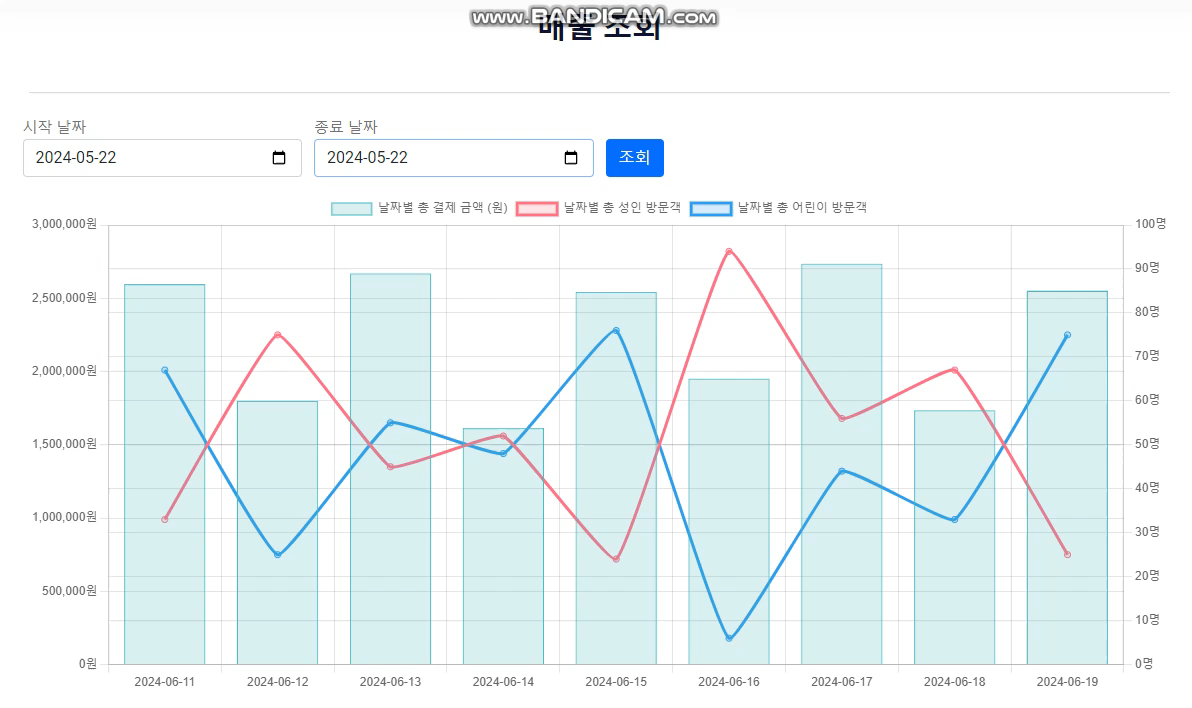 www.BANDICAM.com
매출 조회
시작 날짜
종료 날짜
2024-05-22
2024-05-22
조회
날짜별 총 결제 금액 (원)
날짜별 총 성인 방문객
날짜별 총 어린이 방문객
3,000,000원
2,500,000원
2,000,000원
1,500,000원
1,000,000원
500,000원
0원
100명
90명
80명
70명
60명
50명
40명
30명
20명
10명
0명
2024-06-11
2024-06-12
2024-06-13
2024-06-14
2024-06-15
2024-06-16
2024-06-17
2024-06-18
2024-06-19